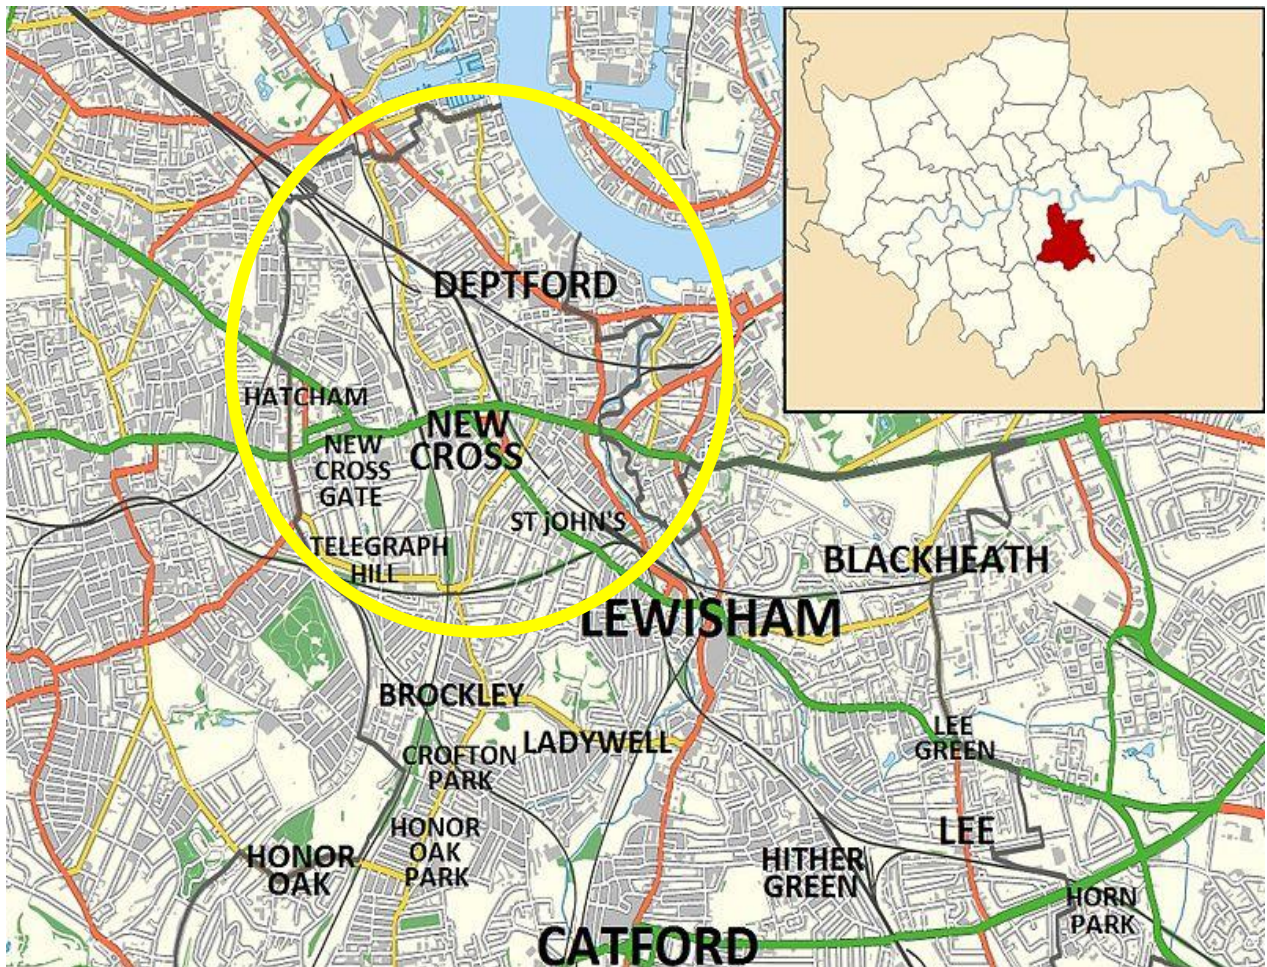 DEPTFORD
HATCHAM
NEW
CROSS
NEW
CROSS
GATE
ST jOHN'S
TELEGRAPH
HILL
BLACKHEATH
LEWISHAM
BROCKLEY
LADYWELL
CROFTON
PARK
LEE
GREEN
HONOR
OAK
PARK
LEE
HONOR
OAK
HITHER
GREEN
HORN
PARK
CATFORD